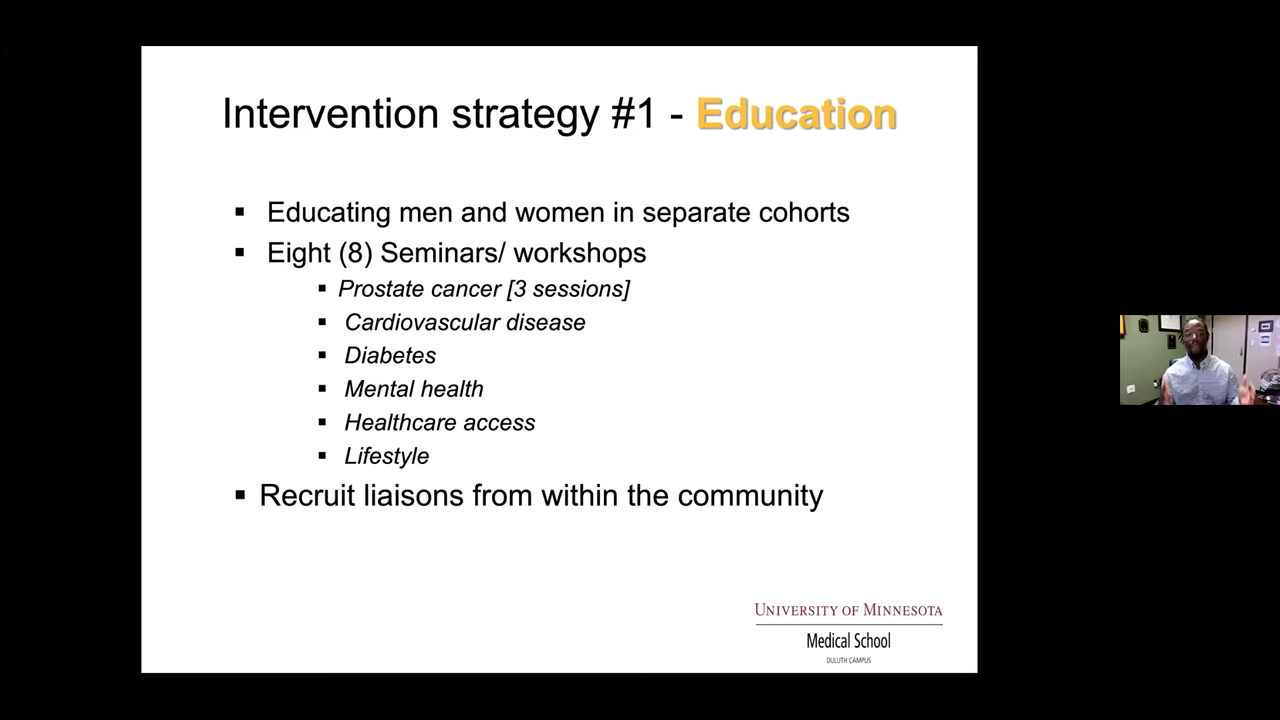 Intervention strategy #1 - Education
▪ Educating men and women in separate cohorts
▪ Eight (8) Seminars/ workshops
▪ Prostate cancer [3 sessions]
▪ Cardiovascular disease
▪ Diabetes
▪ Mental health
▪ Healthcare access
▪ Lifestyle
▪ Recruit liaisons from within the community
UNIVERSITY OF MINNESOTA
Medical School
DULUTH CAMPUS